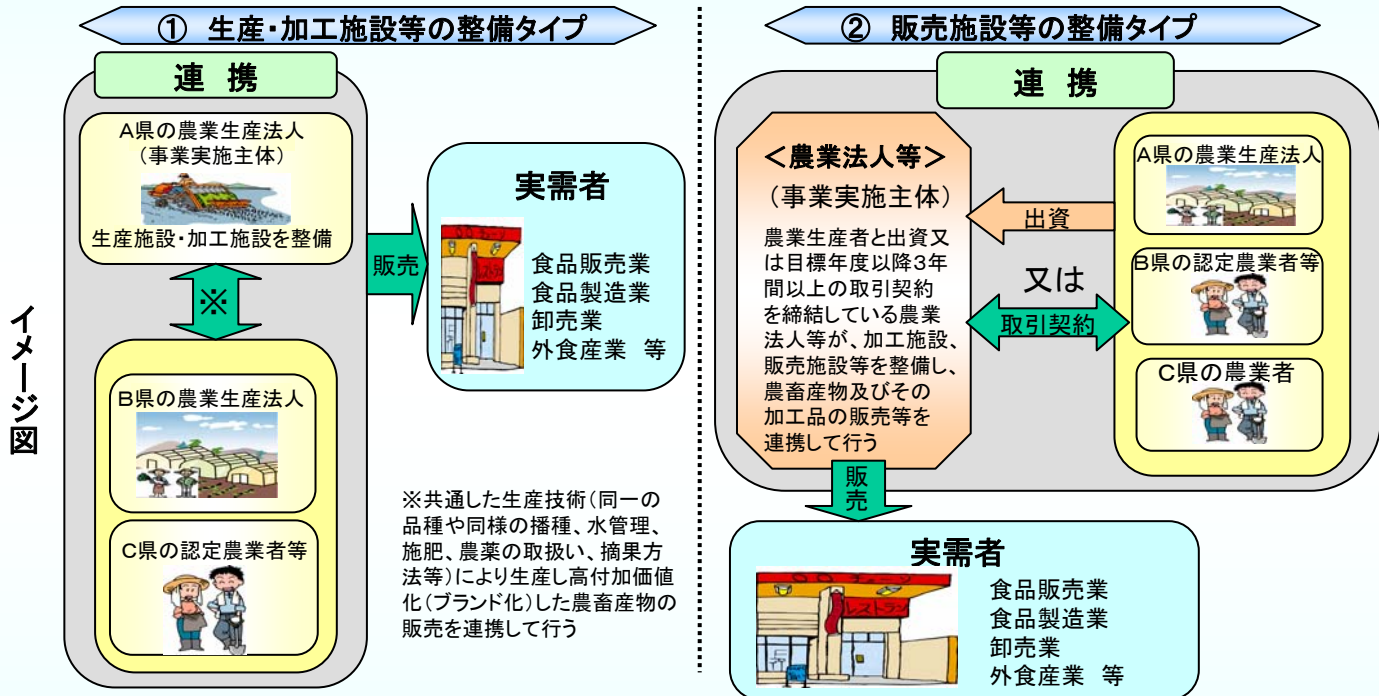 ① 生産・加工施設等の整備タイプ
連 携
A県の農業生産法人
(事業実施主体)
生産施設・加工施設を整備
※
B県の農業生産法人
C県の認定農業者等
販売
実需者
レストラン
食品販売業
食品製造業
卸売業
外食産業 等
※共通した生産技術(同一の
品種や同様の播種、水管理、
施肥、農薬の取扱い、摘果方
法等)により生産し高付加価値
化(ブランド化)した農畜産物の
販売を連携して行う
イメージ図
② 販売施設等の整備タイプ
連 携
<農業法人等>
(事業実施主体)
農業生産者と出資又
は目標年度以降3年
間以上の取引契約
を締結している農業
法人等が、加工施設、
販売施設等を整備し、
農畜産物及びその
加工品の販売等を
連携して行う
出資
又は
取引契約
A県の農業生産法人
B県の認定農業者等
C県の農業者
販売
実需者
レストラン
食品販売業
食品製造業
卸売業
外食産業 等